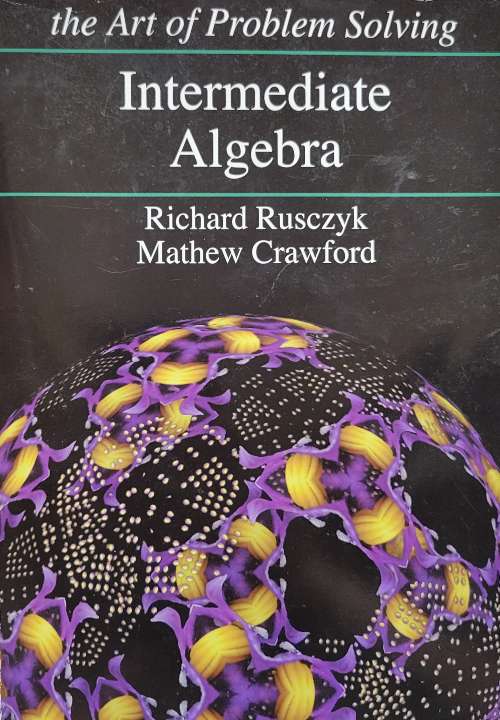 the Art of Problem Solving
Intermediate
Algebra
Richard Rusczyk
Mathew Crawford